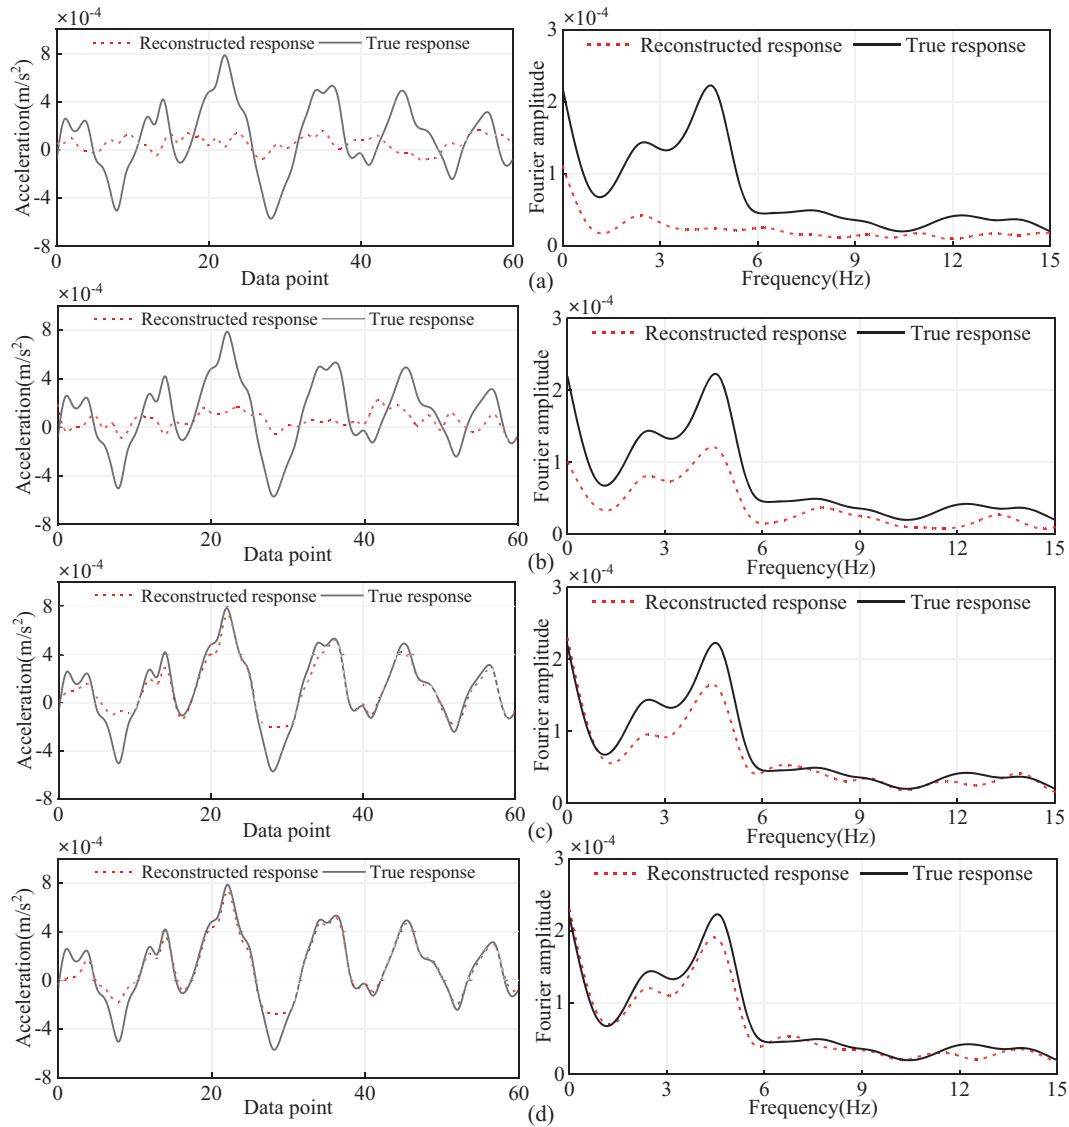 ×10⁻⁴
Reconstructed response True response
Acceleration(m/s²)
8
4
0
-4
-8
0 20 40 60
Data point
Reconstructed response True response
Fourier amplitude
3 ×10⁻⁴
2
1
0
0 3 6 9 12 15
Frequency(Hz)
(a)
×10⁻⁴
Reconstructed response True response
Acceleration(m/s²)
8
4
0
-4
-8
0 20 40 60
Data point
×10⁻⁴
Reconstructed response True response
Fourier amplitude
3
2
1
0
0 3 6 9 12 15
Frequency(Hz)
(b)
×10⁻⁴
Reconstructed response True response
Acceleration(m/s²)
8
4
0
-4
-8
0 20 40 60
Data point
×10⁻⁴
Reconstructed response True response
Fourier amplitude
3
2
1
0
0 3 6 9 12 15
Frequency(Hz)
(c)
×10⁻⁴
Reconstructed response True response
Acceleration(m/s²)
8
4
0
-4
-8
0 20 40 60
Data point
×10⁻⁴
Reconstructed response True response
Fourier amplitude
3
2
1
0
0 3 6 9 12 15
Frequency(Hz)
(d)